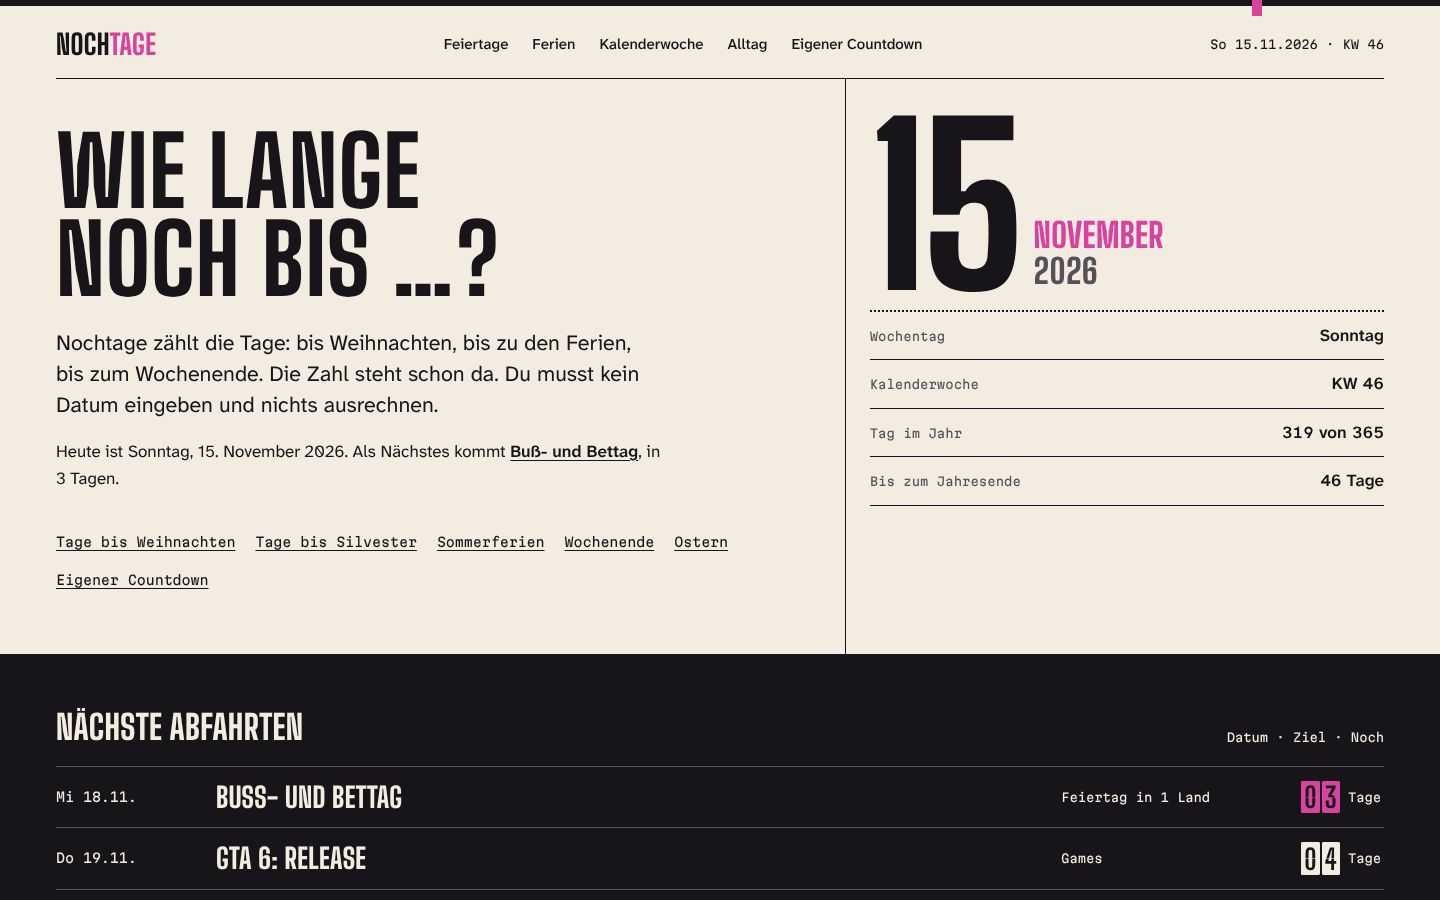 NOCHTAGE
Feiertage Ferien Kalenderwoche Alltag Eigener Countdown
So 15.11.2026 · KW 46
WIE LANGE
NOCH BIS …?
Nochtage zählt die Tage: bis Weihnachten, bis zu den Ferien,
bis zum Wochenende. Die Zahl steht schon da. Du musst kein
Datum eingeben und nichts ausrechnen.
Heute ist Sonntag, 15. November 2026. Als Nächstes kommt Buß- und Bettag, in
3 Tagen.
Tage bis Weihnachten Tage bis Silvester Sommerferien Wochenende Ostern
Eigener Countdown
15
NOVEMBER
2026
Wochentag Sonntag
Kalenderwoche KW 46
Tag im Jahr 319 von 365
Bis zum Jahresende 46 Tage
NÄCHSTE ABFAHRTEN
Datum · Ziel · Noch
Mi 18.11. BUSS- UND BETTAG Feiertag in 1 Land 03 Tage
Do 19.11. GTA 6: RELEASE Games 04 Tage